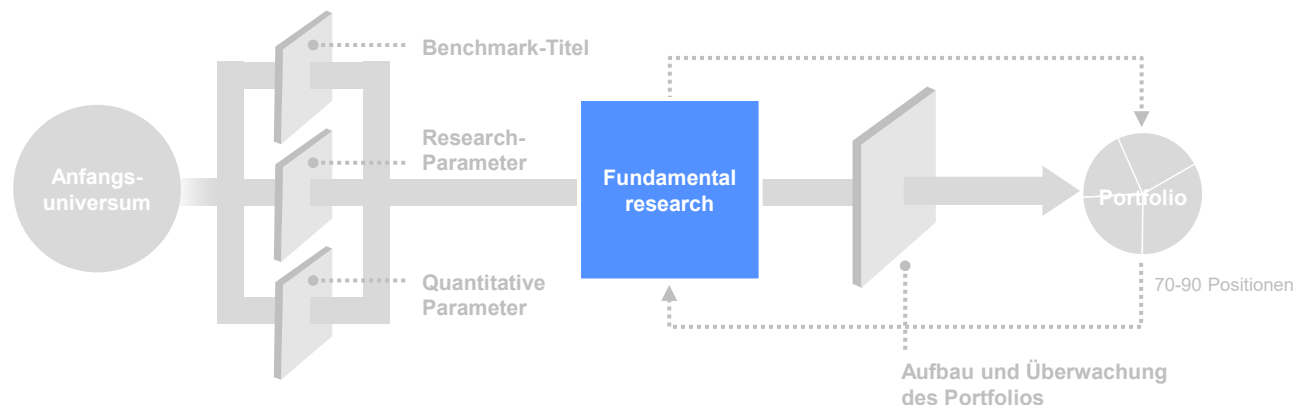 Benchmark-Titel
Anfangs-
universum
Research-
Parameter
Quantitative
Parameter
Fundamental
research
Portfolio
70-90 Positionen
Aufbau und Überwachung
des Portfolios